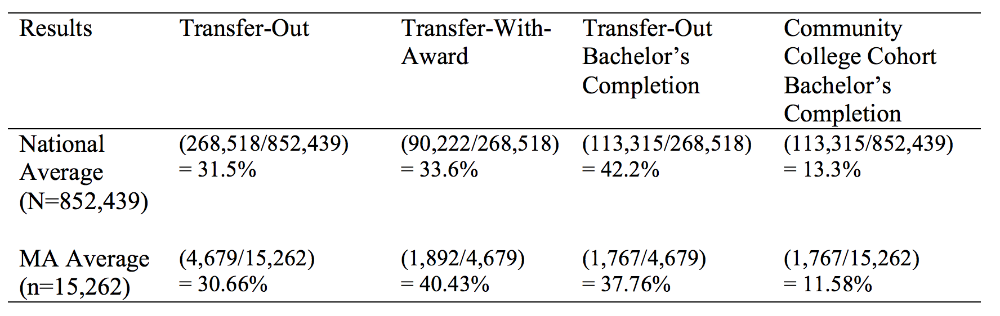 Results Transfer-Out Transfer-With- Transfer-Out Community
Award Bachelor’s College Cohort
Completion Bachelor’s
Completion
National (268,518/852,439) (90,222/268,518) (113,315/268,518) (113,315/852,439)
Average = 31.5% = 33.6% = 42.2% = 13.3%
(N=852,439)
MA Average (4,679/15,262) (1,892/4,679) (1,767/4,679) (1,767/15,262)
(n=15,262) = 30.66% = 40.43% = 37.76% = 11.58%